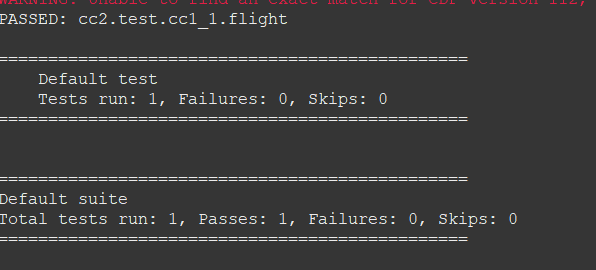 WARNING: Unable to find an exact match for CDP version 112,
PASSED: cc2.test.cc1_1.flight
===============================================
Default test
Tests run: 1, Failures: 0, Skips: 0
===============================================
===============================================
Default suite
Total tests run: 1, Passes: 1, Failures: 0, Skips: 0
===============================================